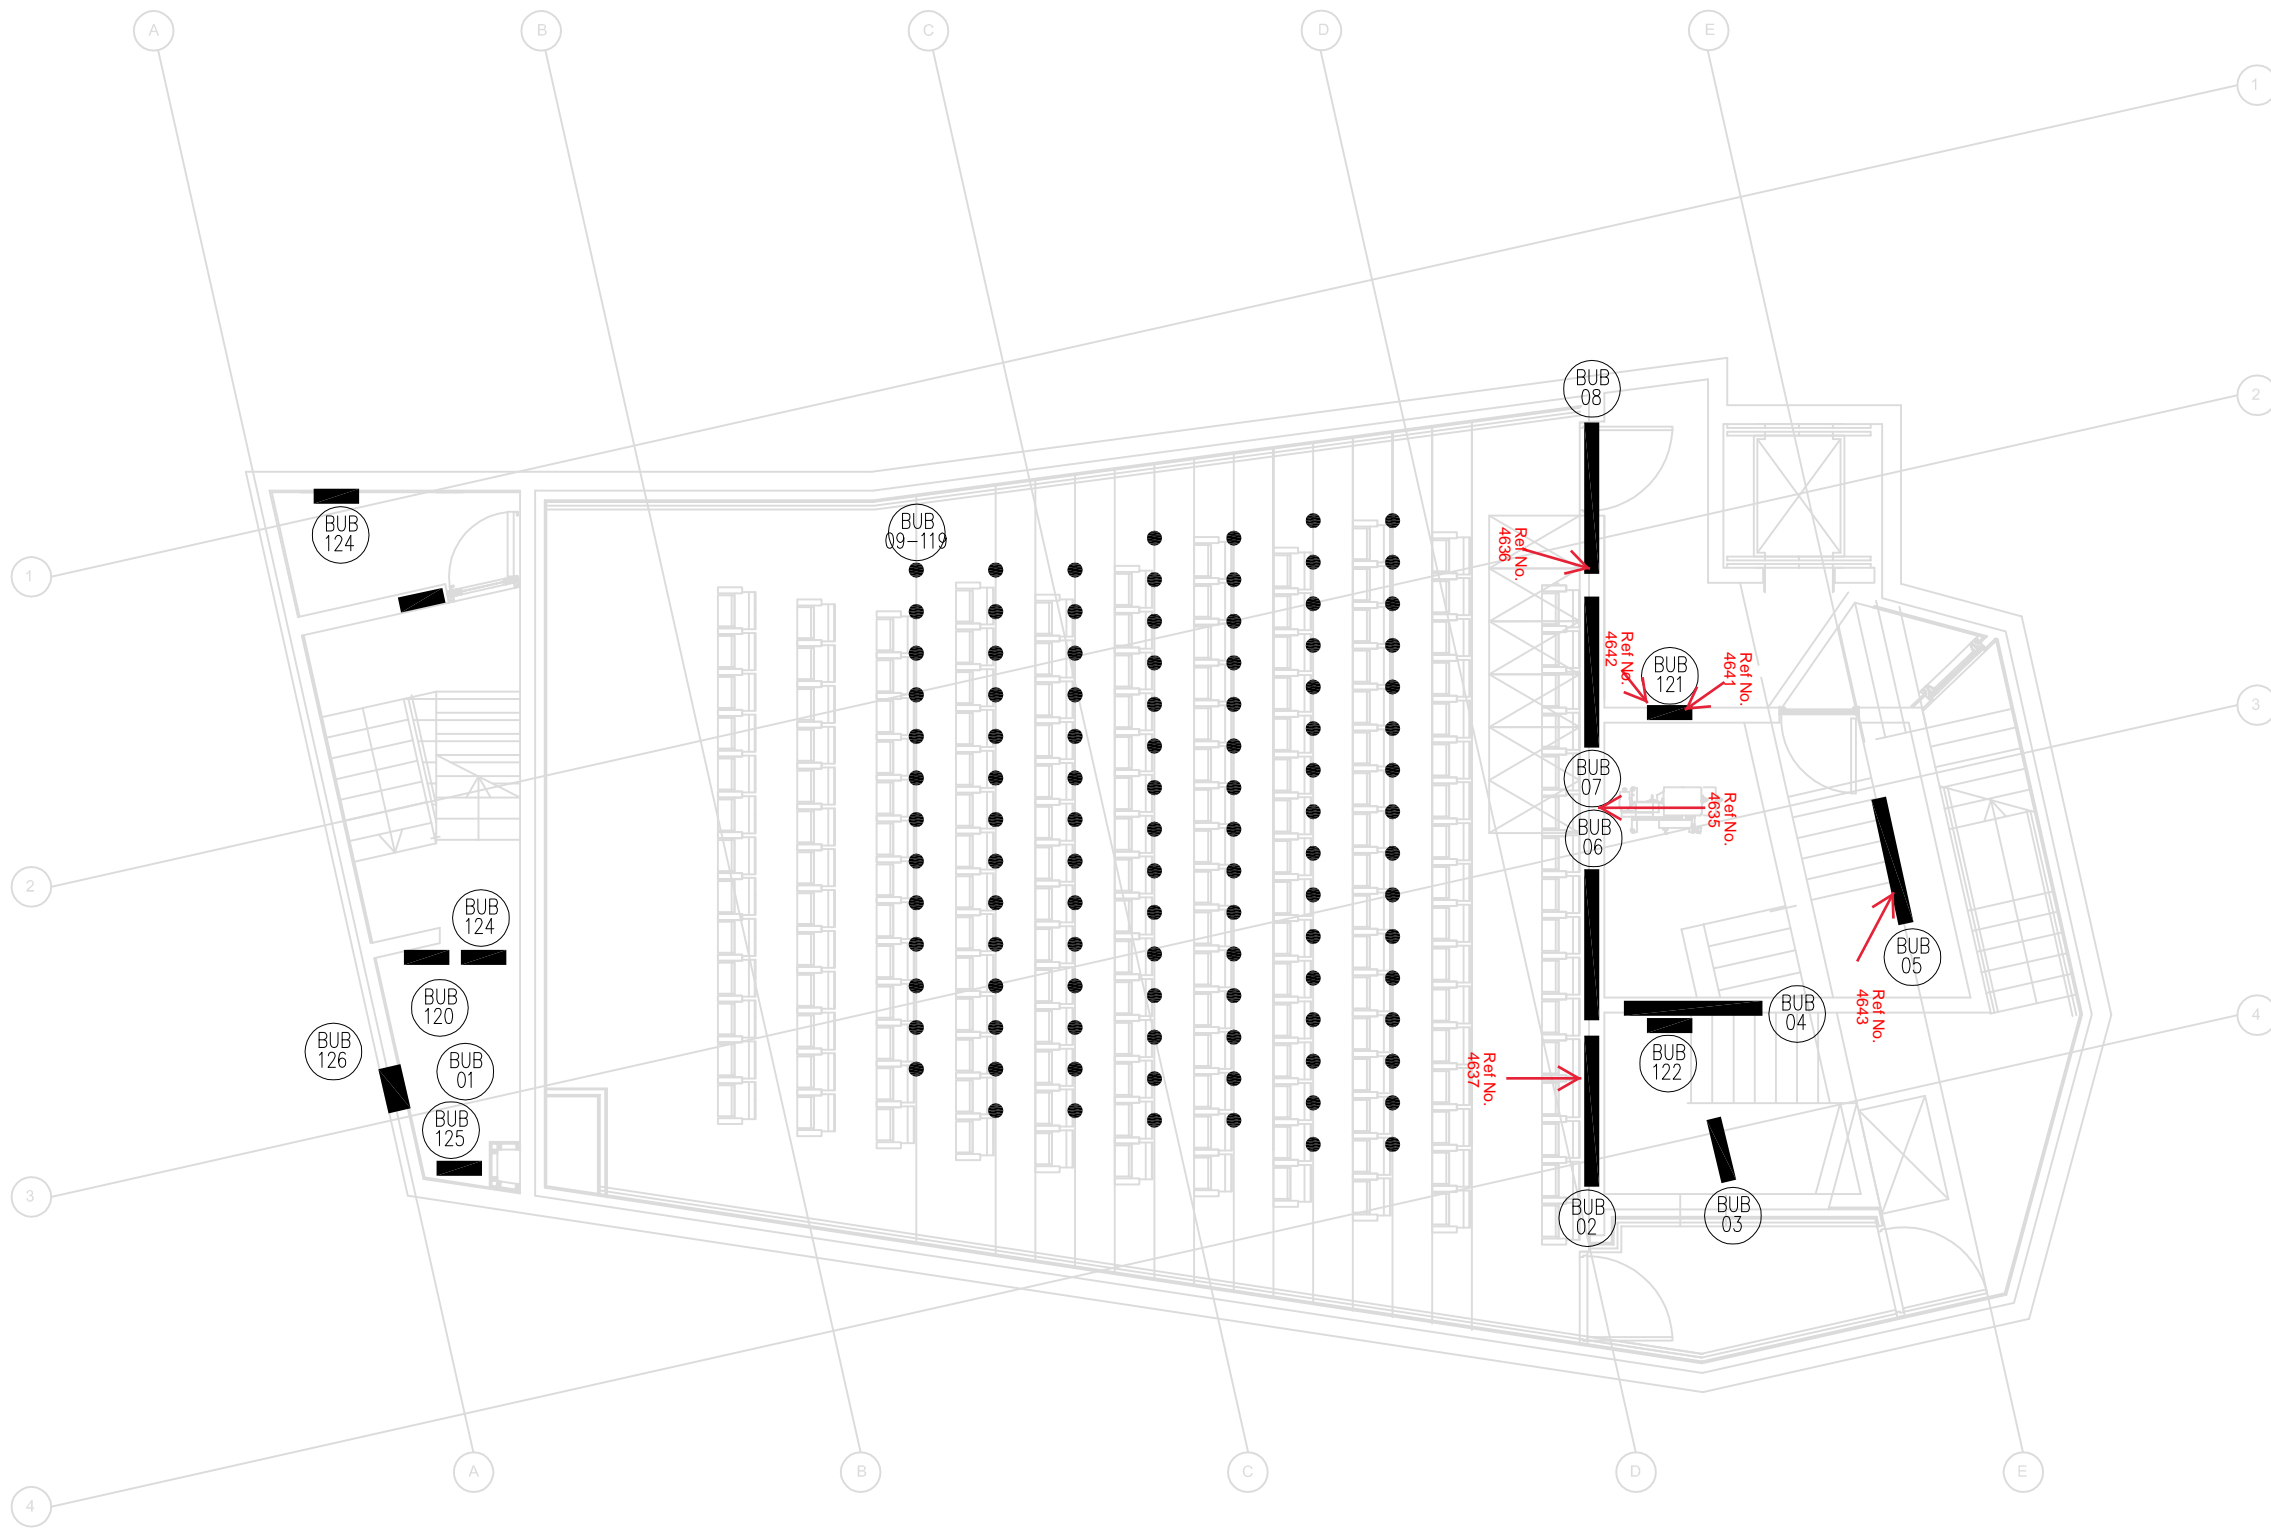 A
B
C
D
E
1
BUB
08
2
BUB
124
BUB
09-119
Ref No.
4636
1
Ref No.
4642
BUB
121
Ref No.
4641
3
BUB
07
Ref No.
4635
BUB
06
2
BUB
124
BUB
05
BUB
120
BUB
04
Ref No.
4643
4
BUB
126
BUB
01
BUB
122
Ref No.
4637
BUB
125
3
BUB
02
BUB
03
A
B
C
D
E
4